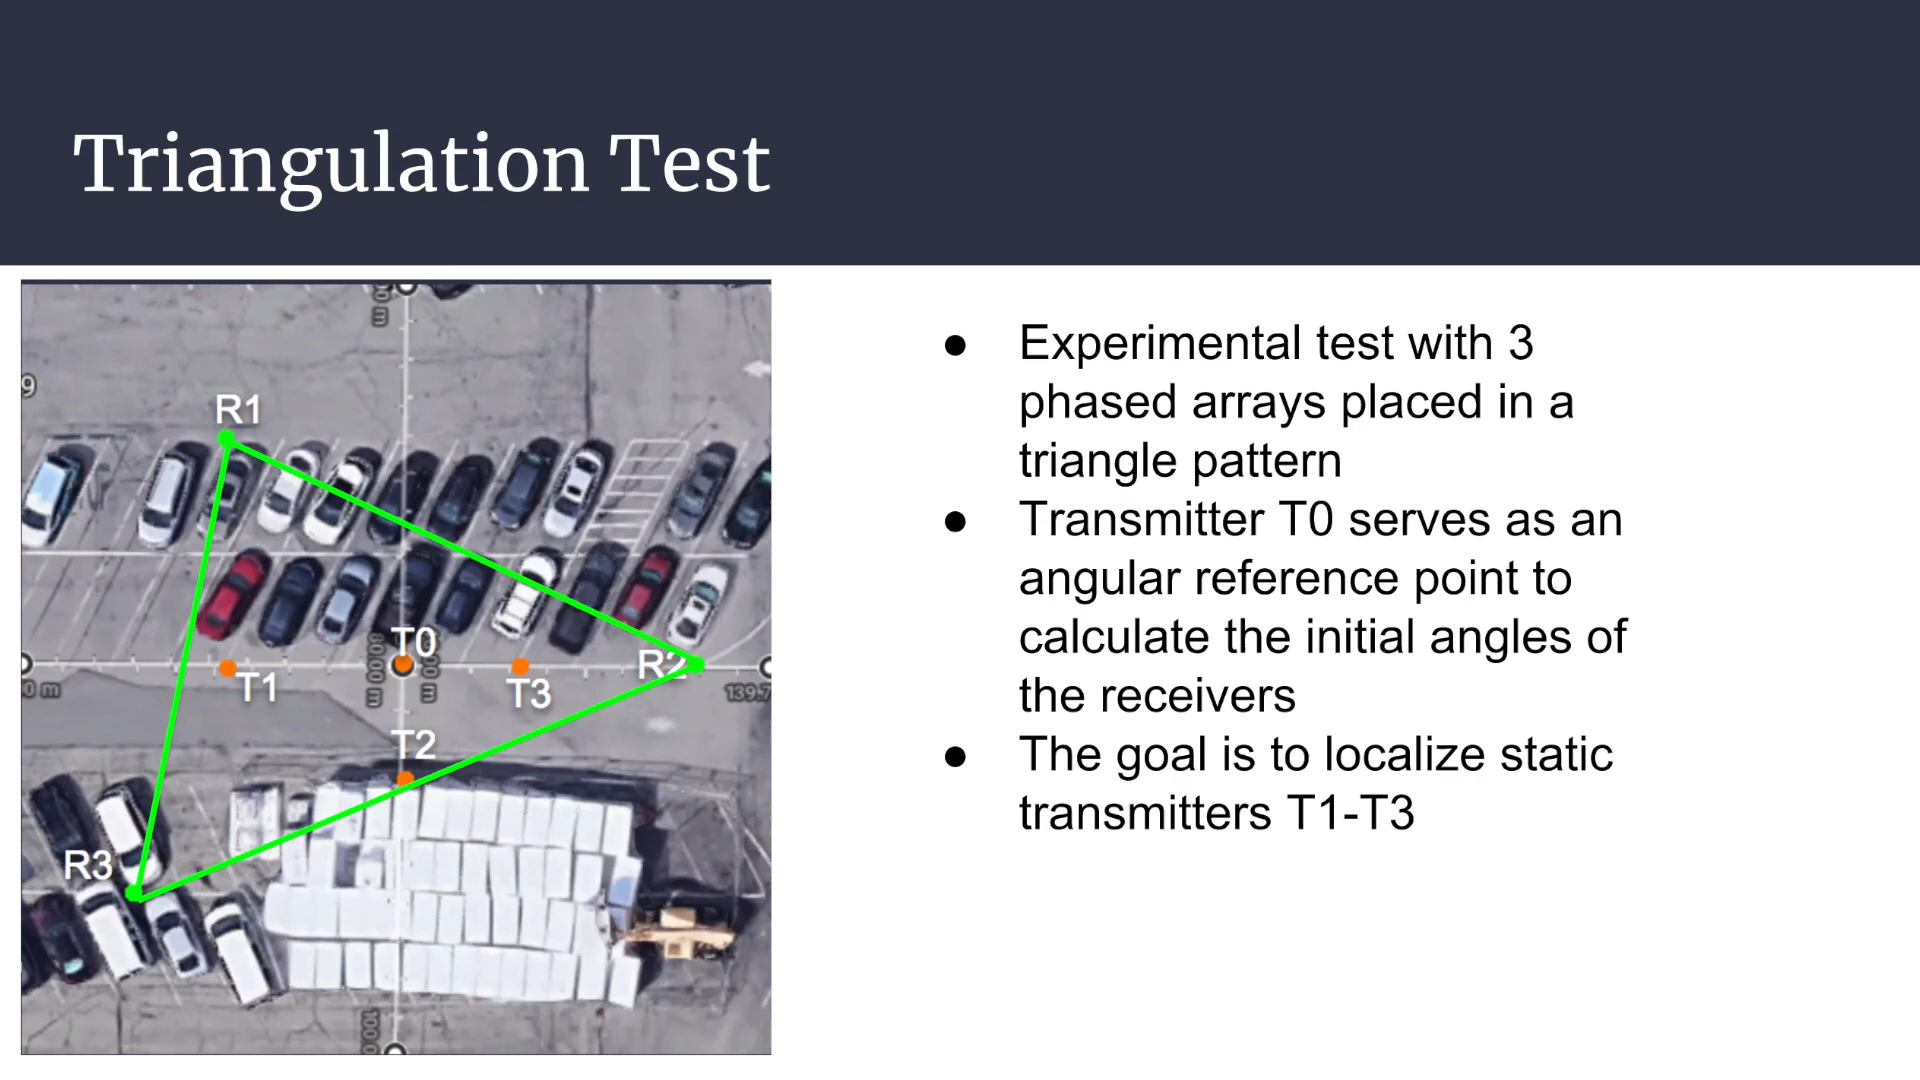 Triangulation Test
R1
T0
R2
T1
T3
T2
R3
139.7
● Experimental test with 3
phased arrays placed in a
triangle pattern
● Transmitter T0 serves as an
angular reference point to
calculate the initial angles of
the receivers
● The goal is to localize static
transmitters T1-T3